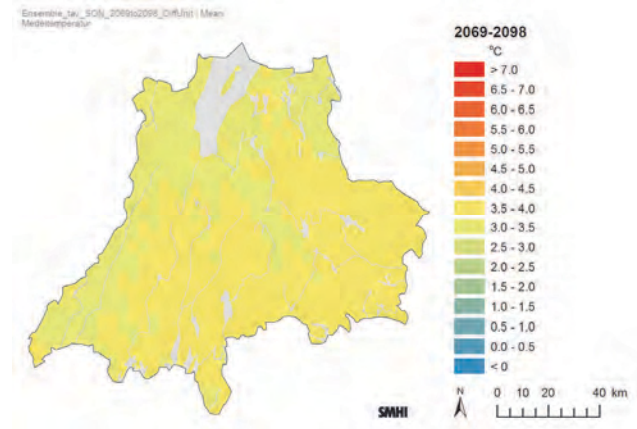 Ensemble_tav_SON_2069to2098_DiffJust | Mean
Medeltemperatur
2069-2098
°C
> 7.0
6.5 - 7.0
6.0 - 6.5
5.5 - 6.0
5.0 - 5.5
4.5 - 5.0
4.0 - 4.5
3.5 - 4.0
3.0 - 3.5
2.5 - 3.0
2.0 - 2.5
1.5 - 2.0
1.0 - 1.5
0.5 - 1.0
0.0 - 0.5
< 0
N
0 10 20 40 km
SMHI